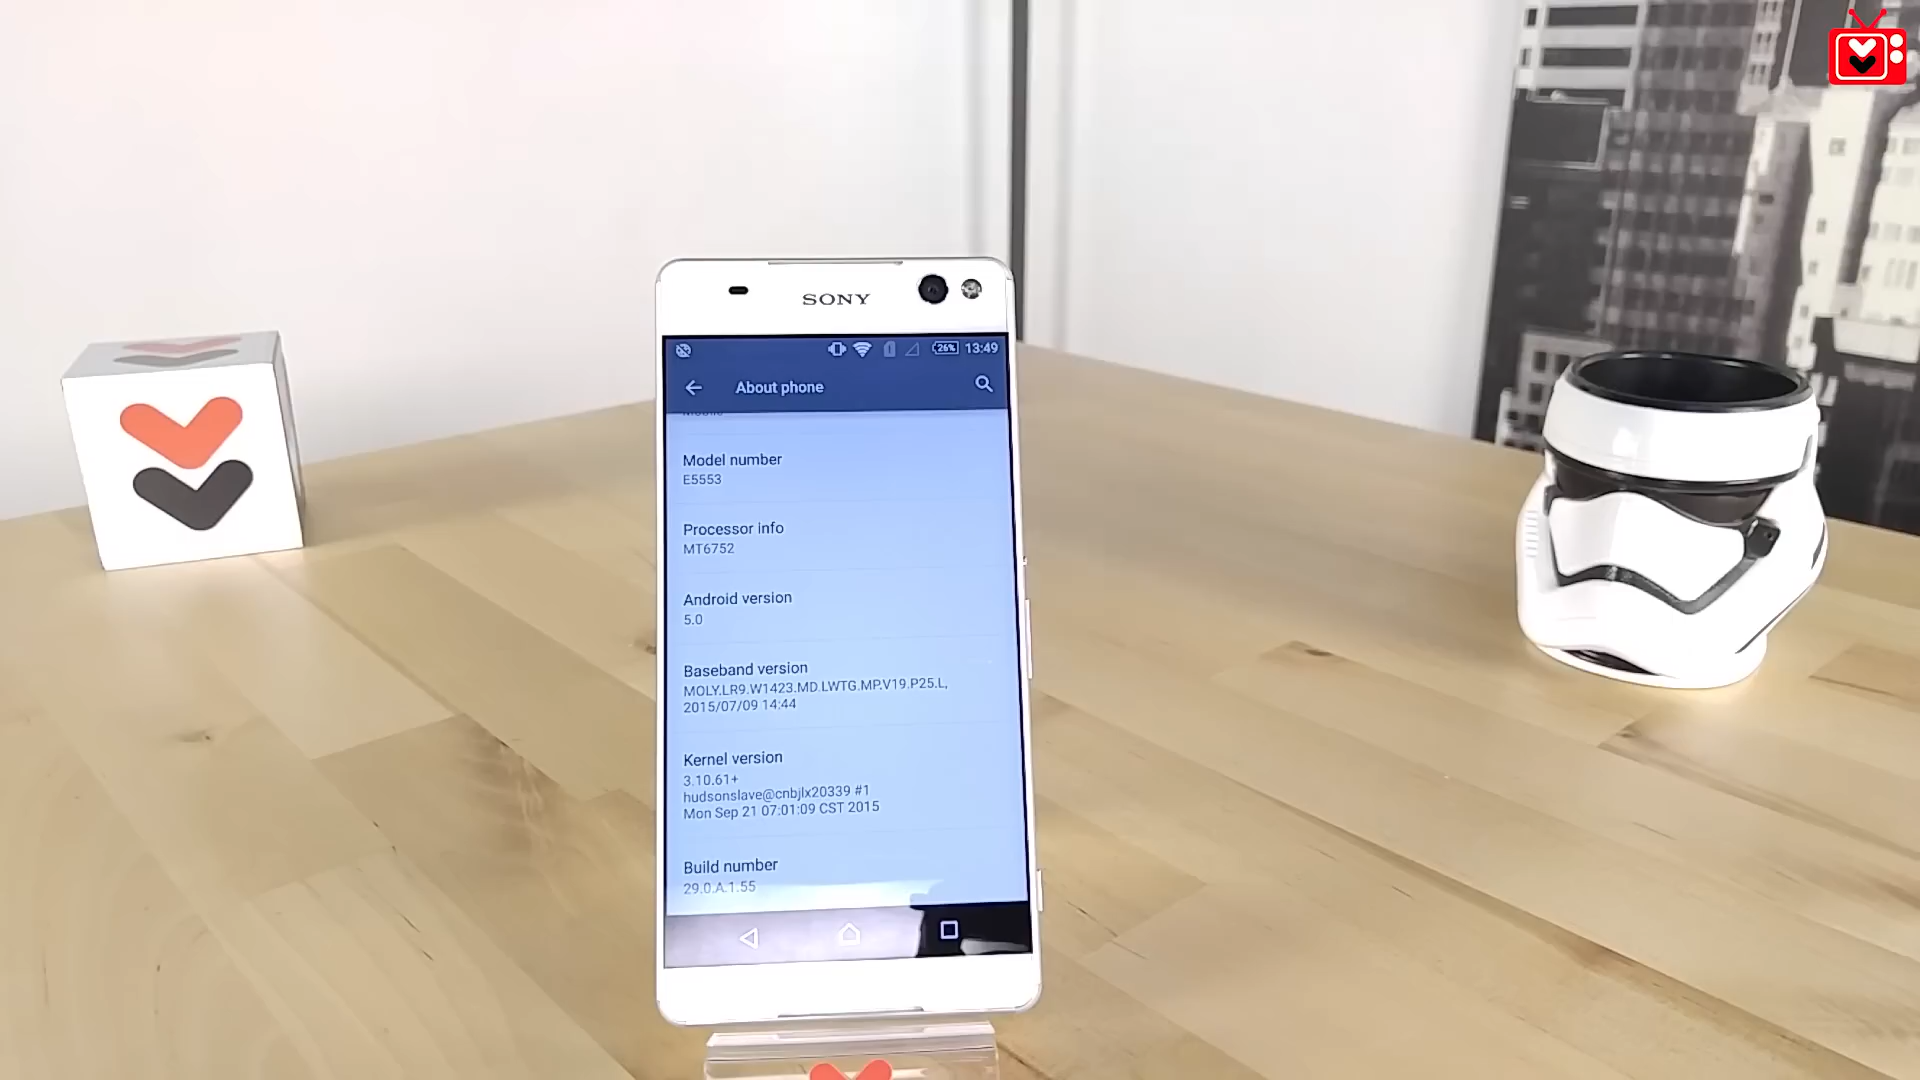 SONY
26% 13:49
About phone
Model number
E5553
Processor info
MT6752
Android version
5.0
Baseband version
MOLY.LR9.W1423.MD.LWTG.MP.V19.P25.L,
2015/07/09 14:44
Kernel version
3.10.61+
hudsonslave@cnbjlx20339 #1
Mon Sep 21 07:01:09 CST 2015
Build number
29.0.A.1.55